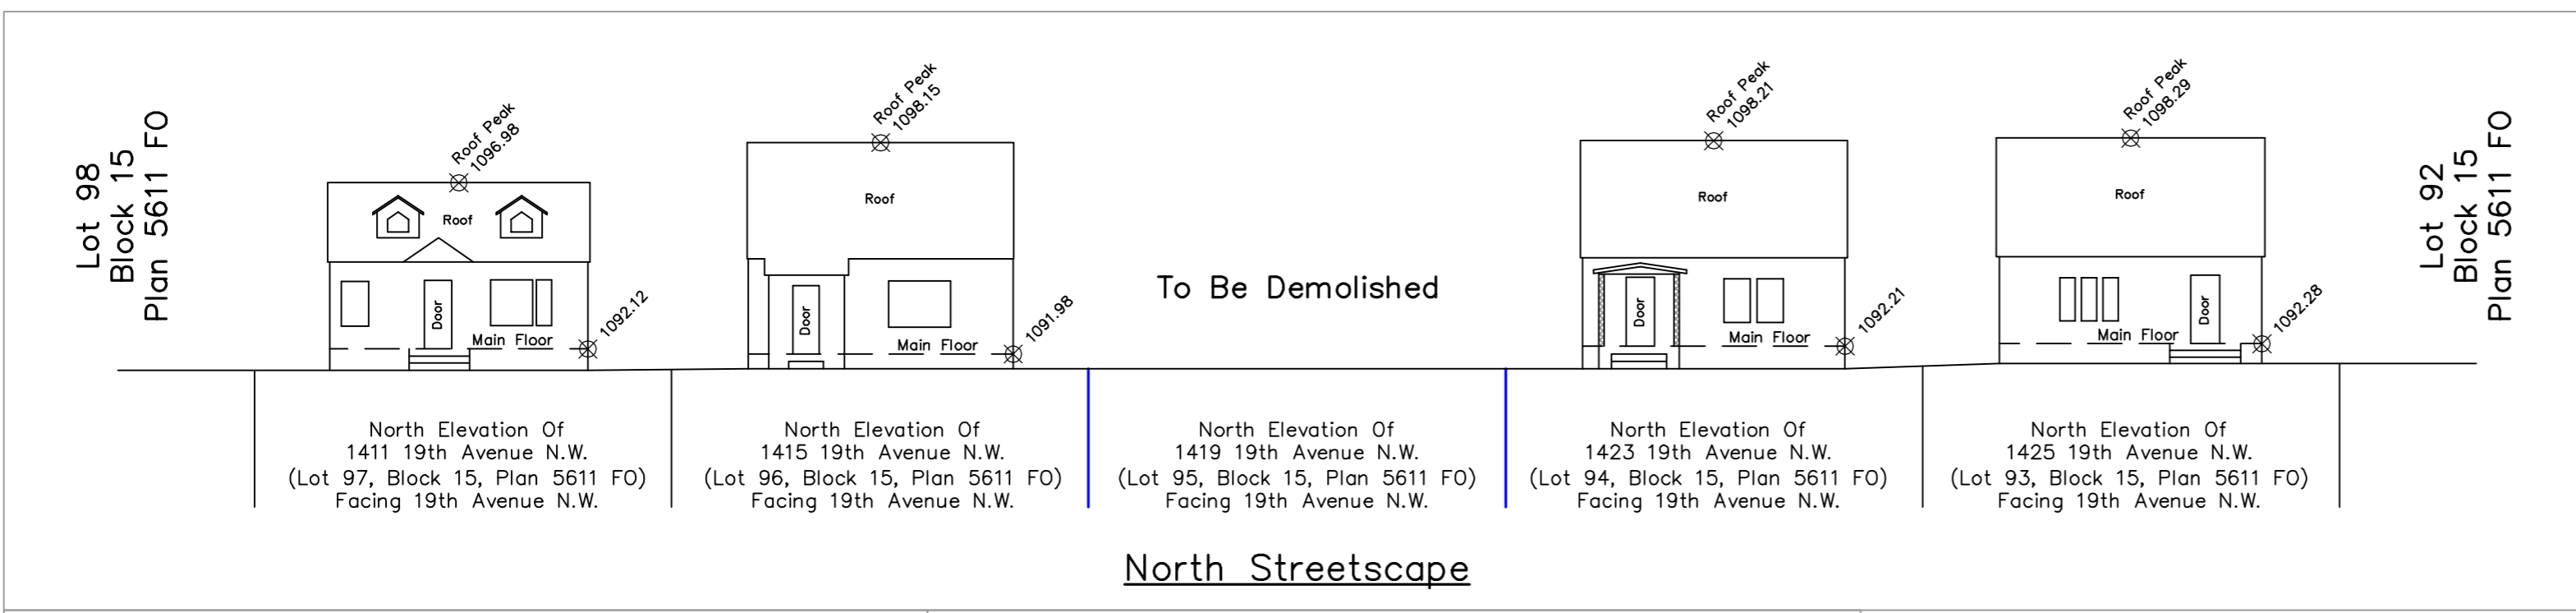 Lot 98
Block 15
Plan 5611 FO
Roof Peak
1096.98
Roof
Door
Main Floor
1092.12
Roof Peak
1098.15
Roof
Door
Main Floor
1091.98
To Be Demolished
Roof Peak
1098.21
Roof
Door
Main Floor
1092.21
Roof Peak
1098.29
Roof
Door
Main Floor
1092.28
Lot 92
Block 15
Plan 5611 FO
North Elevation Of
1411 19th Avenue N.W.
(Lot 97, Block 15, Plan 5611 FO)
Facing 19th Avenue N.W.
North Elevation Of
1415 19th Avenue N.W.
(Lot 96, Block 15, Plan 5611 FO)
Facing 19th Avenue N.W.
North Elevation Of
1419 19th Avenue N.W.
(Lot 95, Block 15, Plan 5611 FO)
Facing 19th Avenue N.W.
North Elevation Of
1423 19th Avenue N.W.
(Lot 94, Block 15, Plan 5611 FO)
Facing 19th Avenue N.W.
North Elevation Of
1425 19th Avenue N.W.
(Lot 93, Block 15, Plan 5611 FO)
Facing 19th Avenue N.W.
North Streetscape